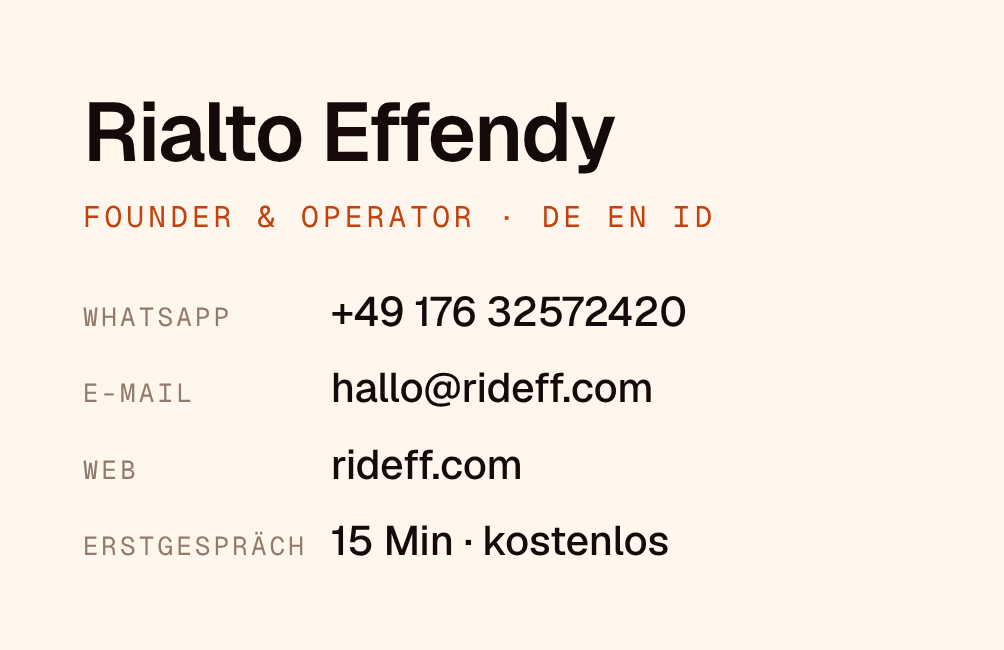 Rialto Effendy
FOUNDER & OPERATOR · DE EN ID
WHATSAPP +49 176 32572420
E-MAIL hallo@rideff.com
WEB rideff.com
ERSTGESPRÄCH 15 Min · kostenlos